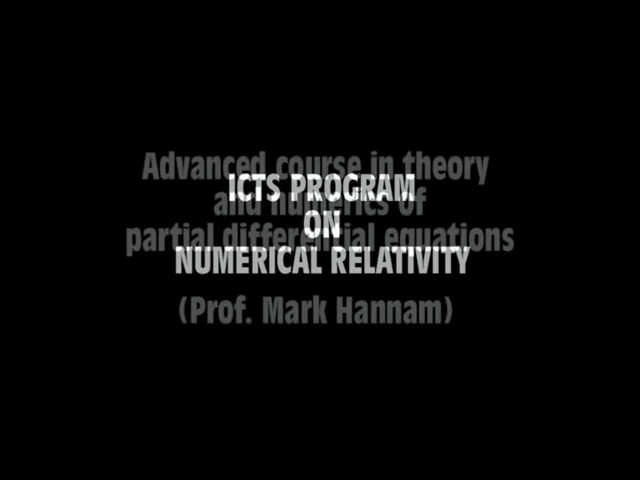 Advanced course in theory
ICTS PROGRAM
and numerics of
ON
partial differential equations
NUMERICAL RELATIVITY
(Prof. Mark Hannam)